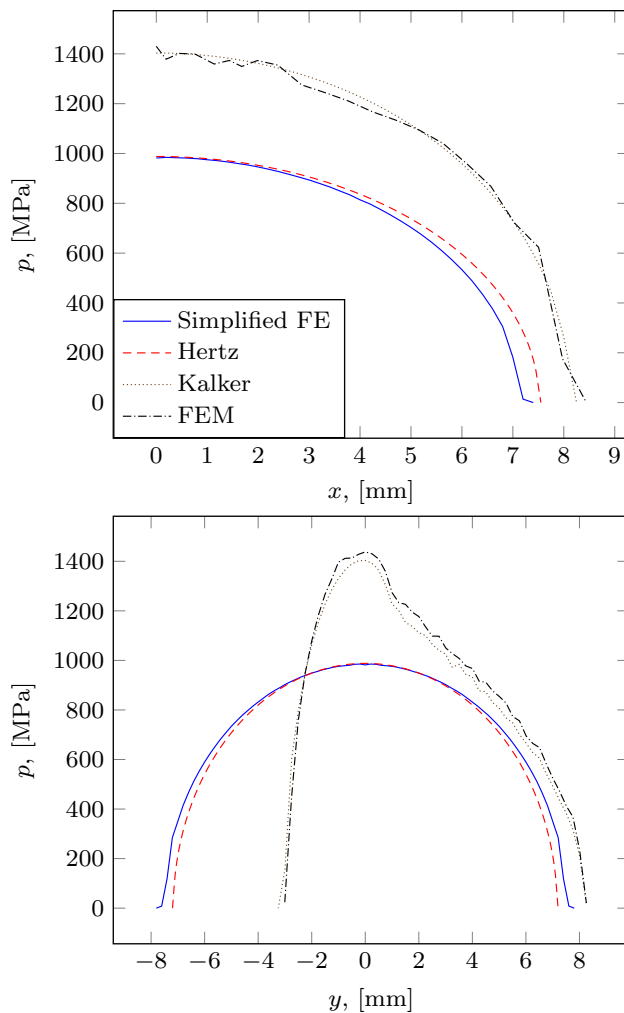 1400
1200
1000
800
600
400
200
0
p, [MPa]
Simplified FE
Hertz
Kalker
FEM
0 1 2 3 4 5 6 7 8 9
x, [mm]
1400
1200
1000
800
600
400
200
0
p, [MPa]
−8 −6 −4 −2 0 2 4 6 8
y, [mm]